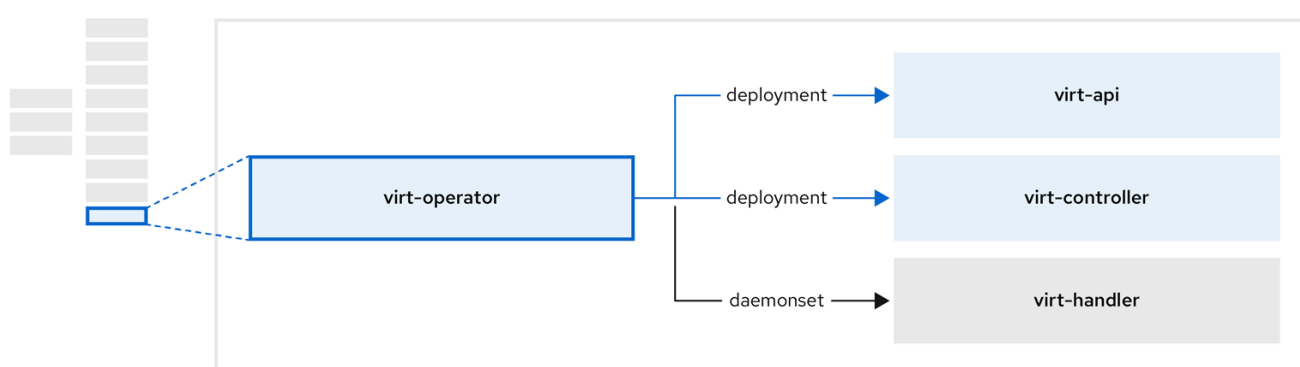 deployment
virt-api
virt-operator
deployment
virt-controller
daemonset
virt-handler